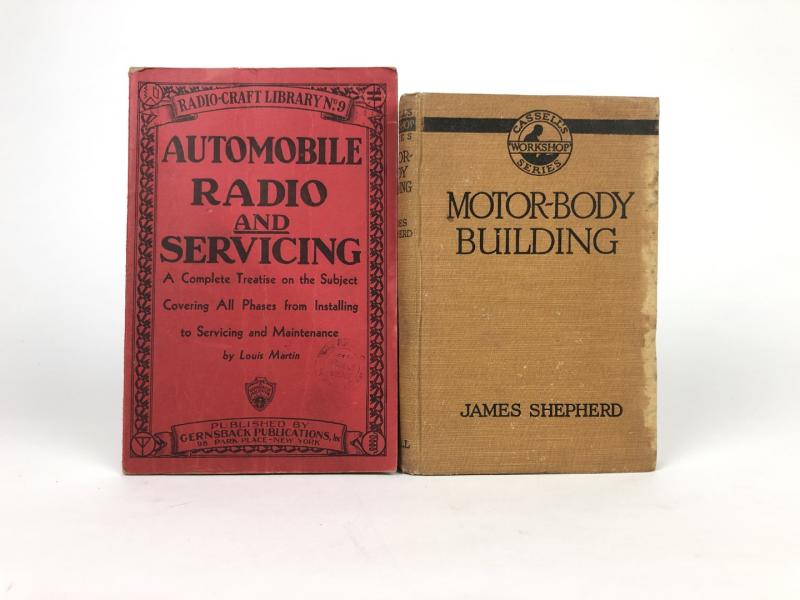 RADIO-CRAFT LIBRARY No. 9
AUTOMOBILE
RADIO
AND
SERVICING
A Complete Treatise on the Subject
Covering All Phases from Installing
to Servicing and Maintenance
by Louis Martin
PUBLISHED BY
GERNSBACK PUBLICATIONS, Inc
98 PARK PLACE - NEW YORK
CASSELL'S
WORKSHOP
SERIES
MOTOR-BODY
BUILDING
JAMES SHEPHERD